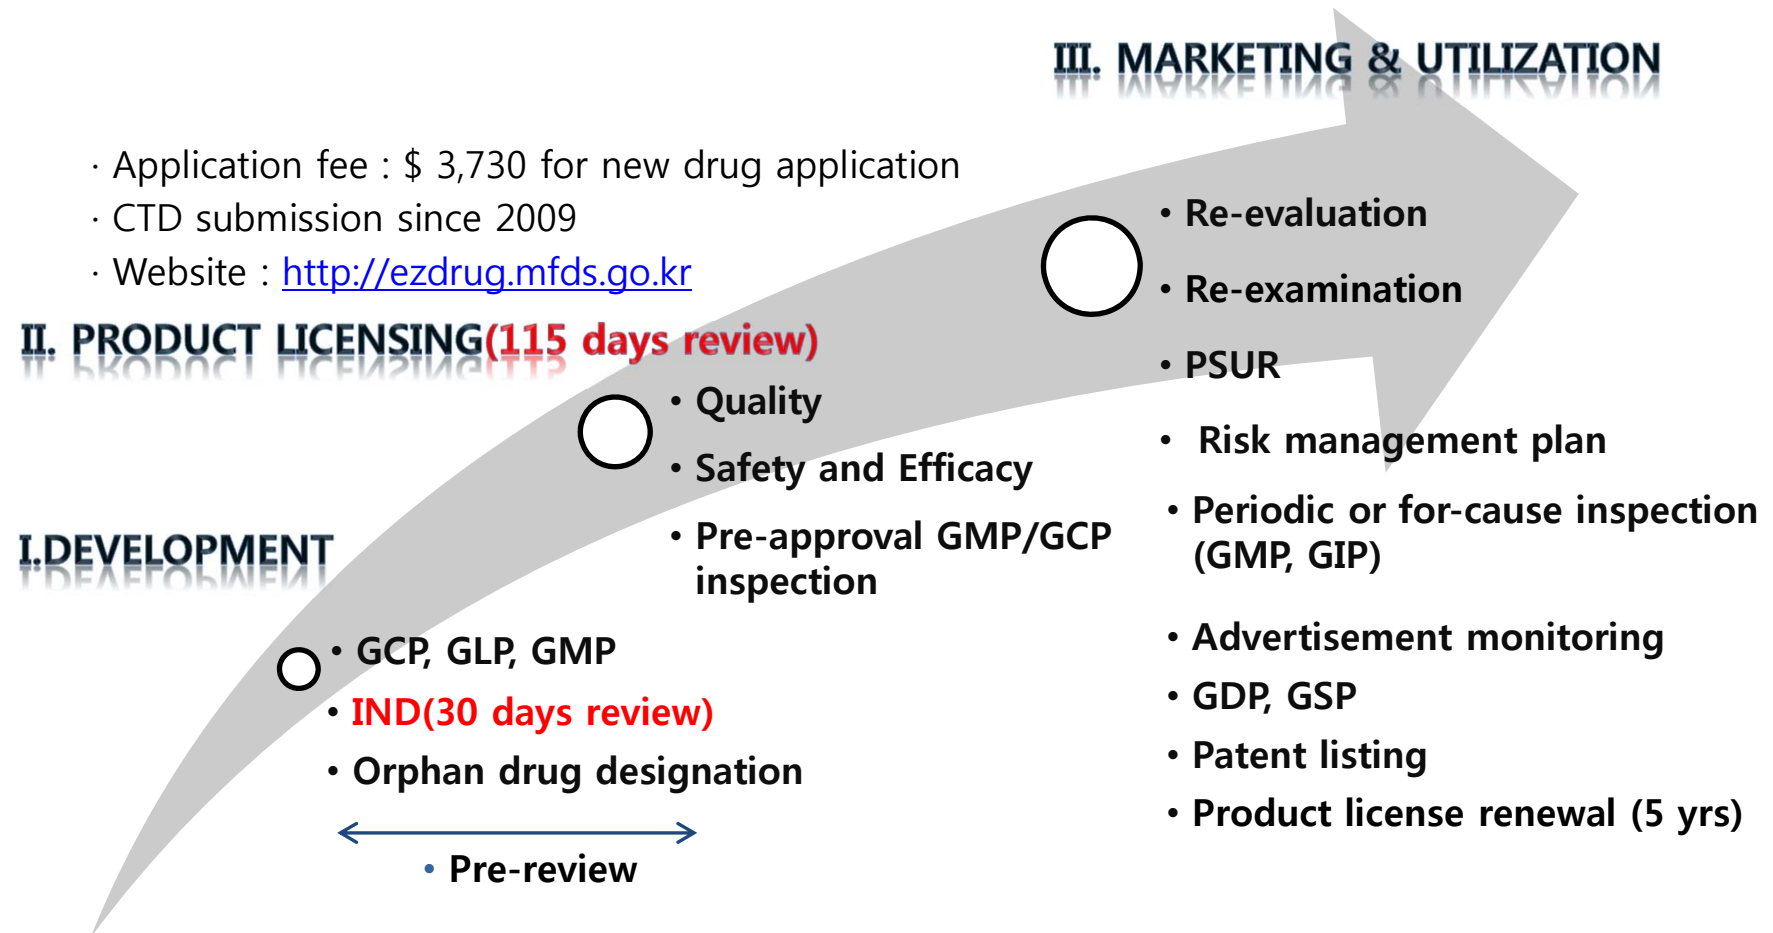 III. MARKETING & UTILIZATION
· Application fee : $ 3,730 for new drug application
· CTD submission since 2009
· Website : http://ezdrug.mfds.go.kr
II. PRODUCT LICENSING(115 days review)
• Quality
• Safety and Efficacy
• Pre-approval GMP/GCP
inspection
I.DEVELOPMENT
• GCP, GLP, GMP
• IND(30 days review)
• Orphan drug designation
• Pre-review
• Re-evaluation
• Re-examination
• PSUR
• Risk management plan
• Periodic or for-cause inspection
(GMP, GIP)
• Advertisement monitoring
• GDP, GSP
• Patent listing
• Product license renewal (5 yrs)